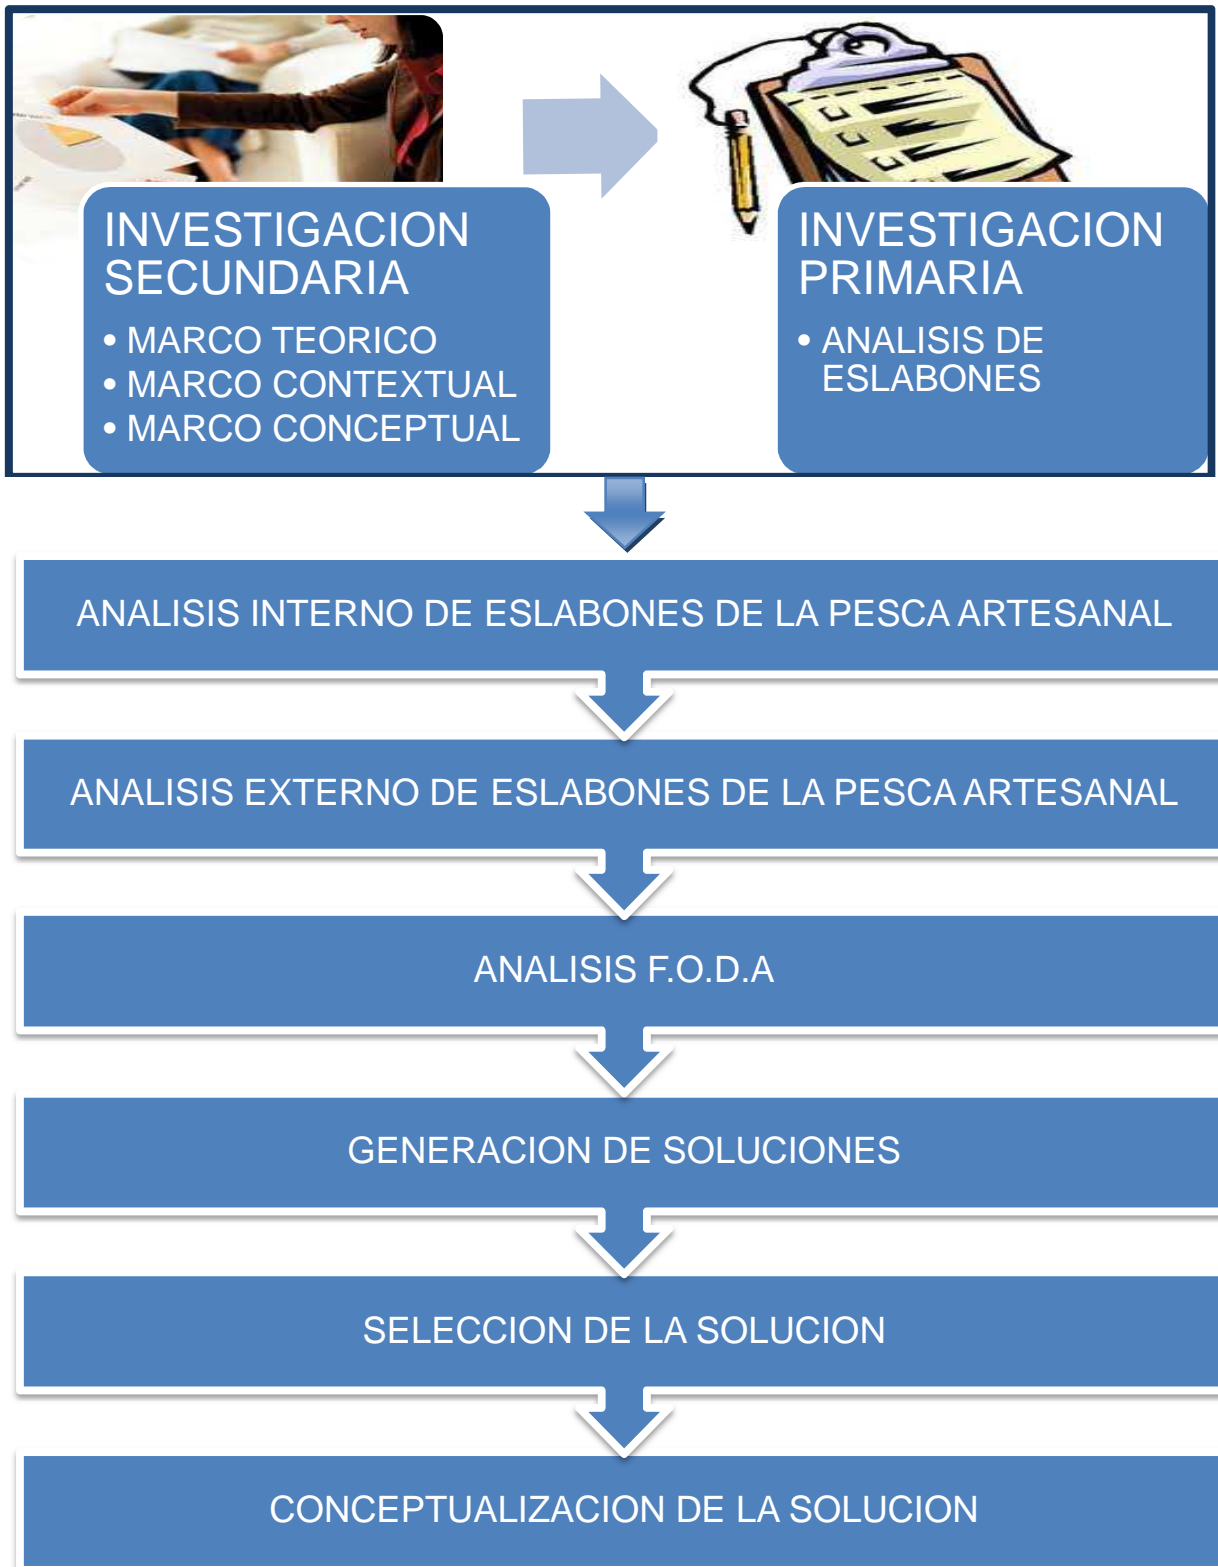 INVESTIGACION
SECUNDARIA
• MARCO TEORICO
• MARCO CONTEXTUAL
• MARCO CONCEPTUAL
INVESTIGACION
PRIMARIA
• ANALISIS DE
ESLABONES
ANALISIS INTERNO DE ESLABONES DE LA PESCA ARTESANAL
ANALISIS EXTERNO DE ESLABONES DE LA PESCA ARTESANAL
ANALISIS F.O.D.A
GENERACION DE SOLUCIONES
SELECCION DE LA SOLUCION
CONCEPTUALIZACION DE LA SOLUCION